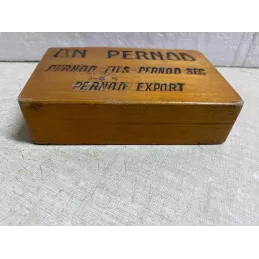 UN PERNOD
PERNOD FILS - PERNOD SEC
PERNOD EXPORT